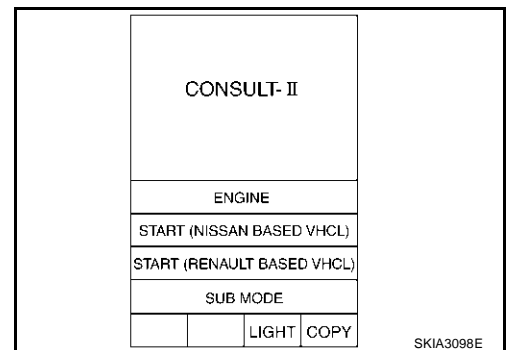 CONSULT-II
ENGINE
START (NISSAN BASED VHCL)
START (RENAULT BASED VHCL)
SUB MODE
LIGHT COPY
SKIA3098E